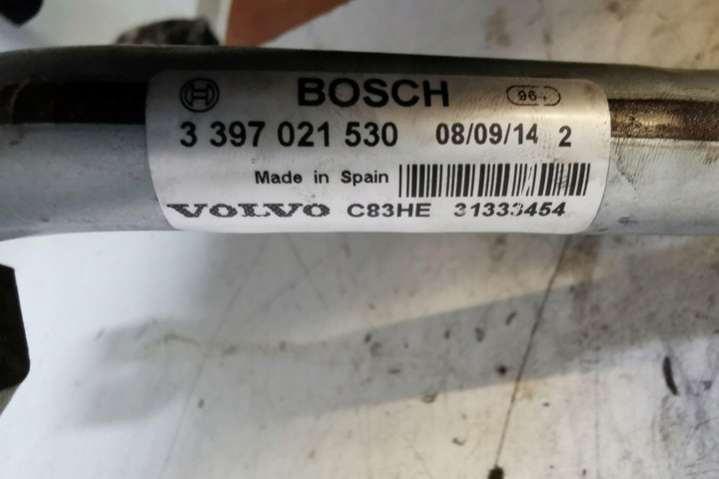 BOSCH 96
3 397 021 530 08/09/14 2
Made in Spain
VOLVO C83HE 31333454